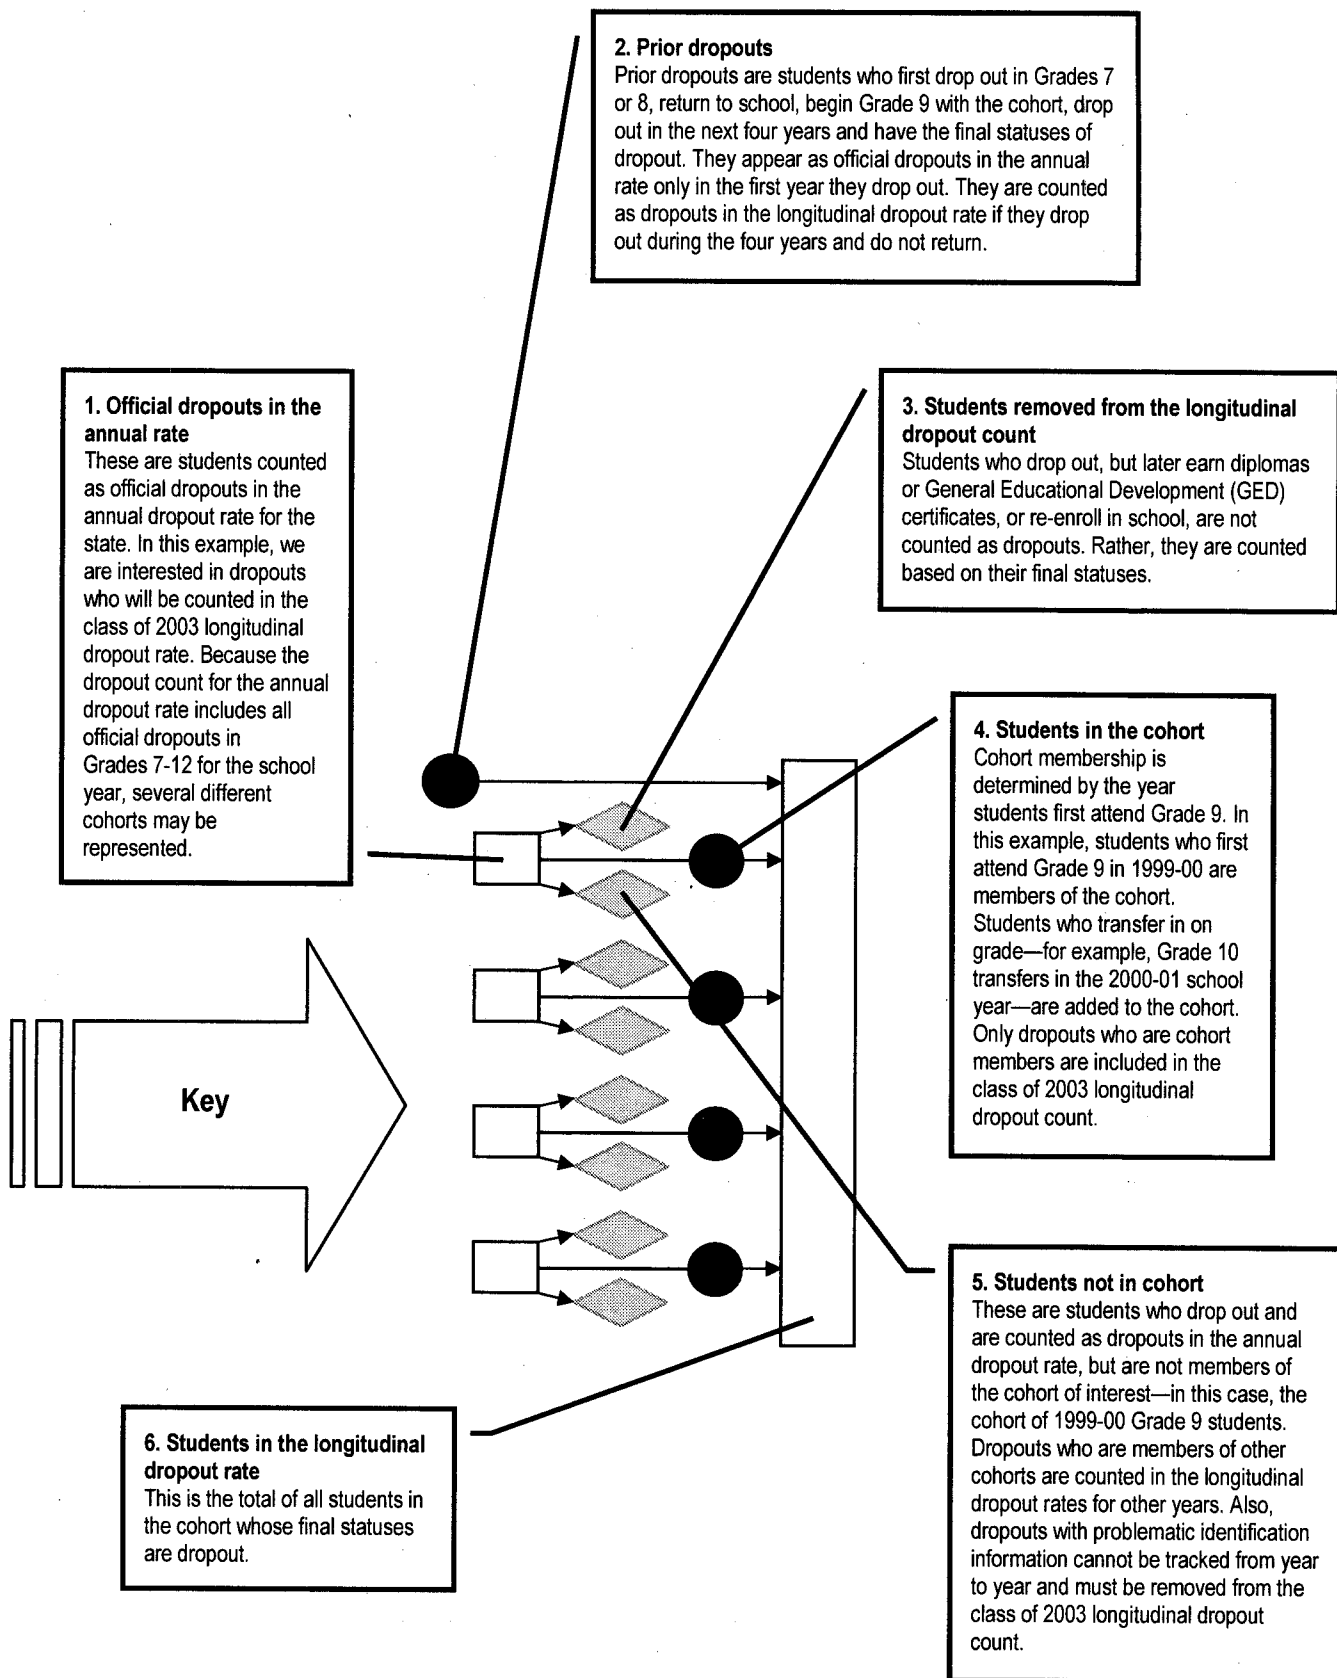 2. Prior dropouts
Prior dropouts are students who first drop out in Grades 7
or 8, return to school, begin Grade 9 with the cohort, drop
out in the next four years and have the final statuses of
dropout. They appear as official dropouts in the annual
rate only in the first year they drop out. They are counted
as dropouts in the longitudinal dropout rate if they drop
out during the four years and do not return.
1. Official dropouts in the
annual rate
These are students counted
as official dropouts in the
annual dropout rate for the
state. In this example, we
are interested in dropouts
who will be counted in the
class of 2003 longitudinal
dropout rate. Because the
dropout count for the annual
dropout rate includes all
official dropouts in
Grades 7-12 for the school
year, several different
cohorts may be
represented.
3. Students removed from the longitudinal
dropout count
Students who drop out, but later earn diplomas
or General Educational Development (GED)
certificates, or re-enroll in school, are not
counted as dropouts. Rather, they are counted
based on their final statuses.
4. Students in the cohort
Cohort membership is
determined by the year
students first attend Grade 9. In
this example, students who first
attend Grade 9 in 1999-00 are
members of the cohort.
Students who transfer in on
grade—for example, Grade 10
transfers in the 2000-01 school
year—are added to the cohort.
Only dropouts who are cohort
members are included in the
class of 2003 longitudinal
dropout count.
Key
5. Students not in cohort
These are students who drop out and
are counted as dropouts in the annual
dropout rate, but are not members of
the cohort of interest—in this case, the
cohort of 1999-00 Grade 9 students.
Dropouts who are members of other
cohorts are counted in the longitudinal
dropout rates for other years. Also,
dropouts with problematic identification
information cannot be tracked from year
to year and must be removed from the
class of 2003 longitudinal dropout
count.
6. Students in the longitudinal
dropout rate
This is the total of all students in
the cohort whose final statuses
are dropout.